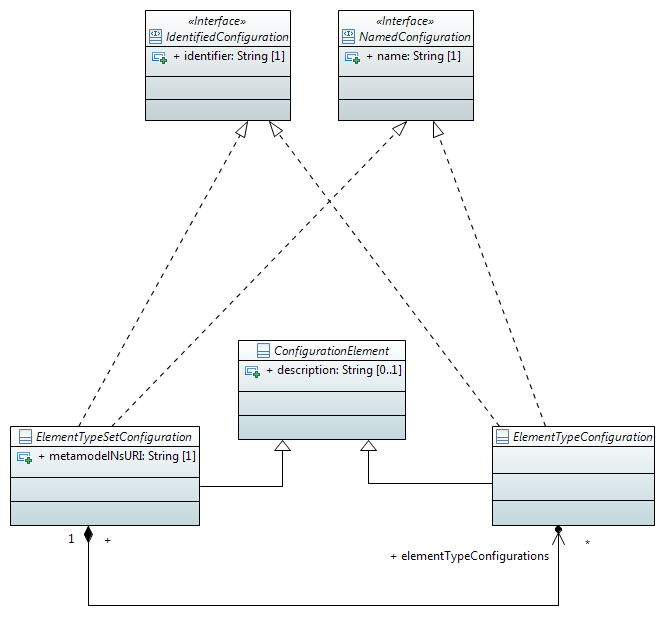 «Interface»
IdentifiedConfiguration
+ identifier: String [1]
«Interface»
NamedConfiguration
+ name: String [1]
ConfigurationElement
+ description: String [0..1]
ElementTypeSetConfiguration
+ metamodelNsURI: String [1]
ElementTypeConfiguration
1
+
*
+ elementTypeConfigurations